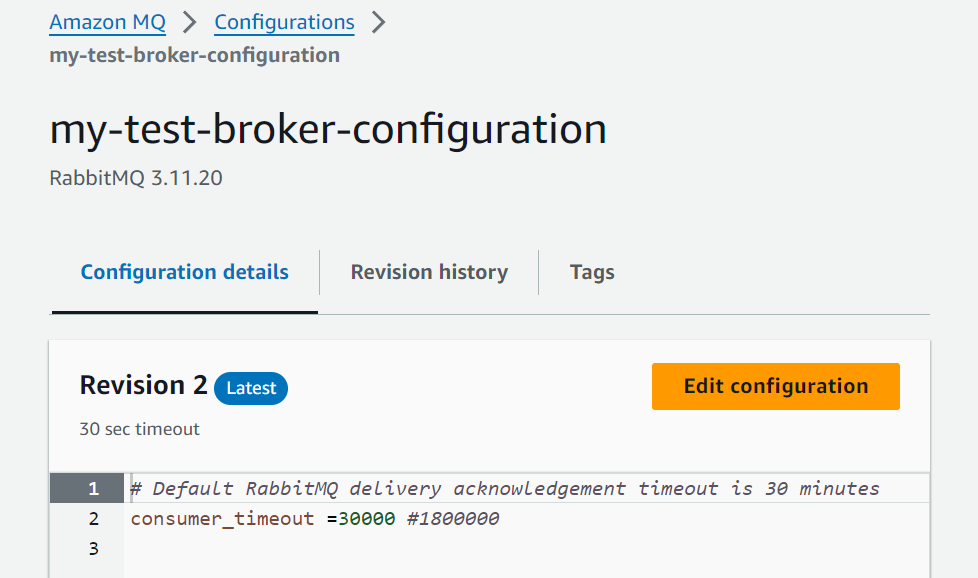 Amazon MQ > Configurations >
my-test-broker-configuration
my-test-broker-configuration
RabbitMQ 3.11.20
Configuration details Revision history Tags
Revision 2 Latest Edit configuration
30 sec timeout
1 # Default RabbitMQ delivery acknowledgement timeout is 30 minutes
2 consumer_timeout =30000 #1800000
3